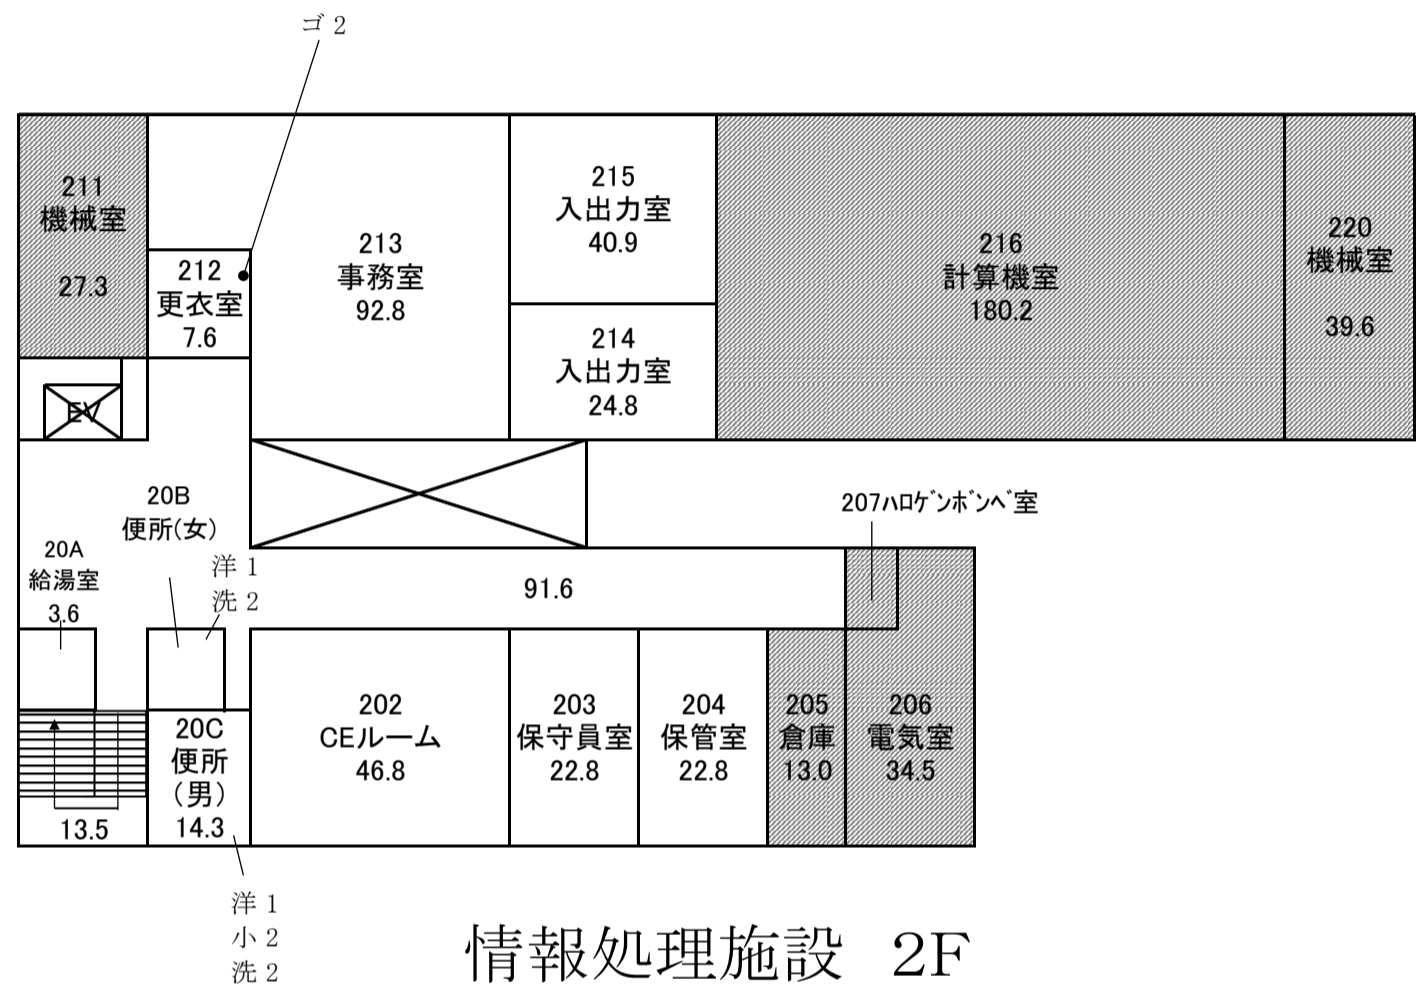 ゴ 2
211
機械室
27.3
212
更衣室
7.6
213
事務室
92.8
215
入出力室
40.9
214
入出力室
24.8
216
計算機室
180.2
220
機械室
39.6
EV
20B
便所(女)
洋 1
洗 2
20A
給湯室
3.6
207ﾊﾛｹﾞﾝﾎﾞﾝﾍﾞ室
91.6
13.5
20C
便所
（男）
14.3
202
CEルーム
46.8
203
保守員室
22.8
204
保管室
22.8
205
倉庫
13.0
206
電気室
34.5
洋 1
小 2
洗 2
情報処理施設 2F